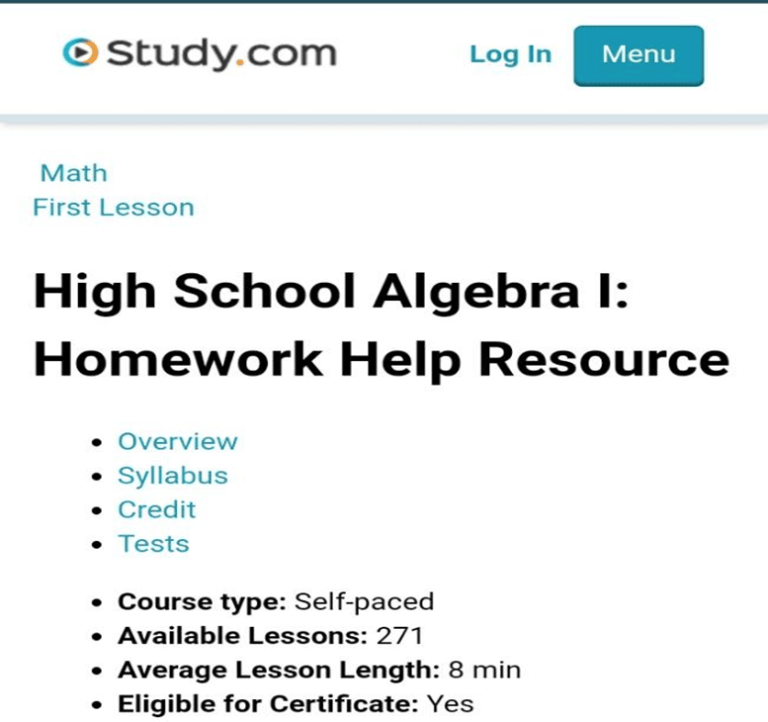 Study.com Log In Menu
Math
First Lesson
High School Algebra I:
Homework Help Resource
Overview
Syllabus
Credit
Tests
Course type: Self-paced
Available Lessons: 271
Average Lesson Length: 8 min
Eligible for Certificate: Yes